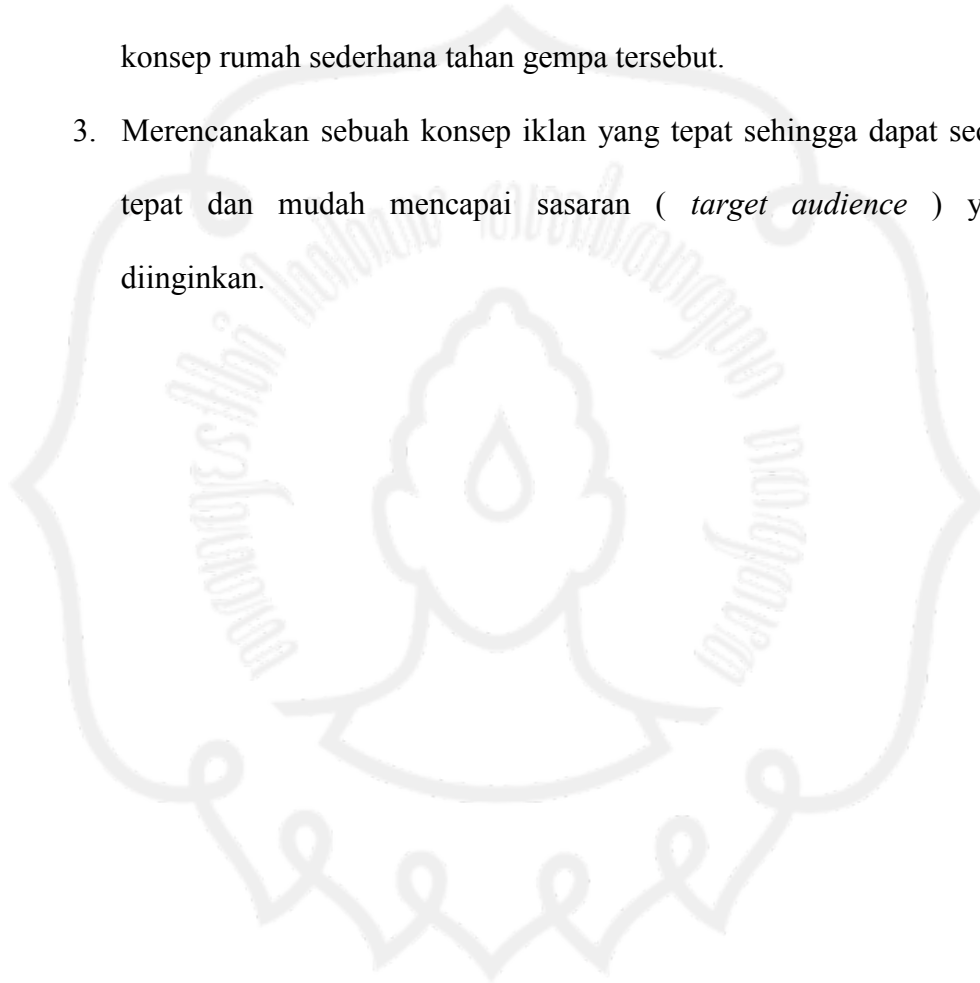 konsep rumah sederhana tahan gempa tersebut.
3. Merencanakan sebuah konsep iklan yang tepat sehingga dapat
tepat dan mudah mencapai sasaran ( target audience )
diinginkan.